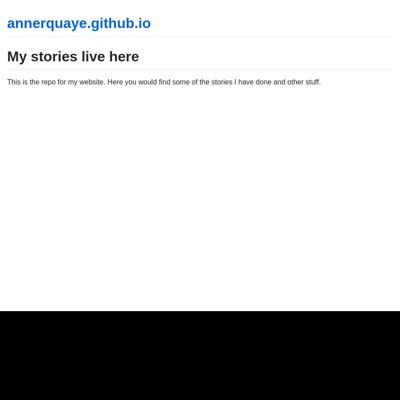 annerquaye.github.io
My stories live here
This is the repo for my website. Here you would find some of the stories I have done and other stuff.